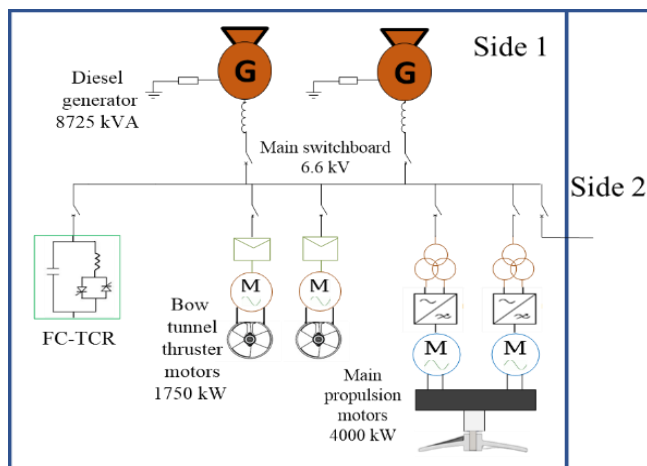 Side 1
G
G
Diesel
generator
8725 kVA
Main switchboard
6.6 kV
Side 2
M
M
FC-TCR
Bow
tunnel
thruster
motors
1750 kW
M
M
Main
propulsion
motors
4000 kW